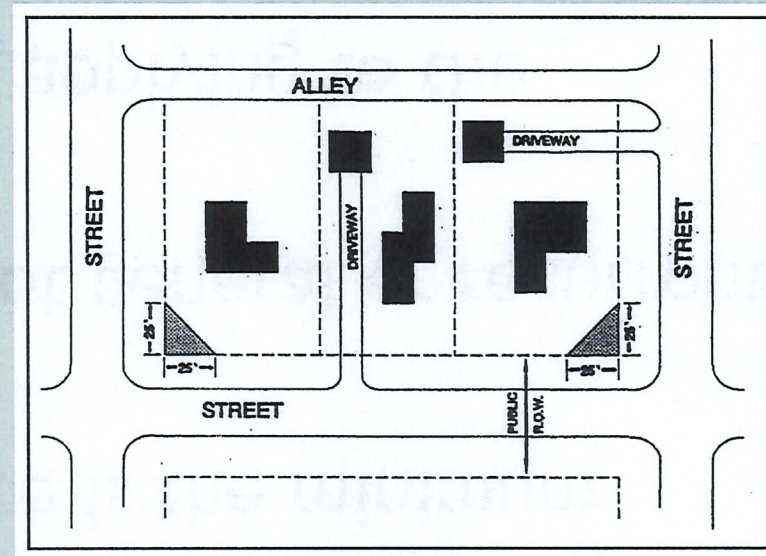 ALLEY
DRIVEWAY
STREET
DRIVEWAY
STREET
25'
25'
25'
25'
STREET
PUBLIC
R.O.W.